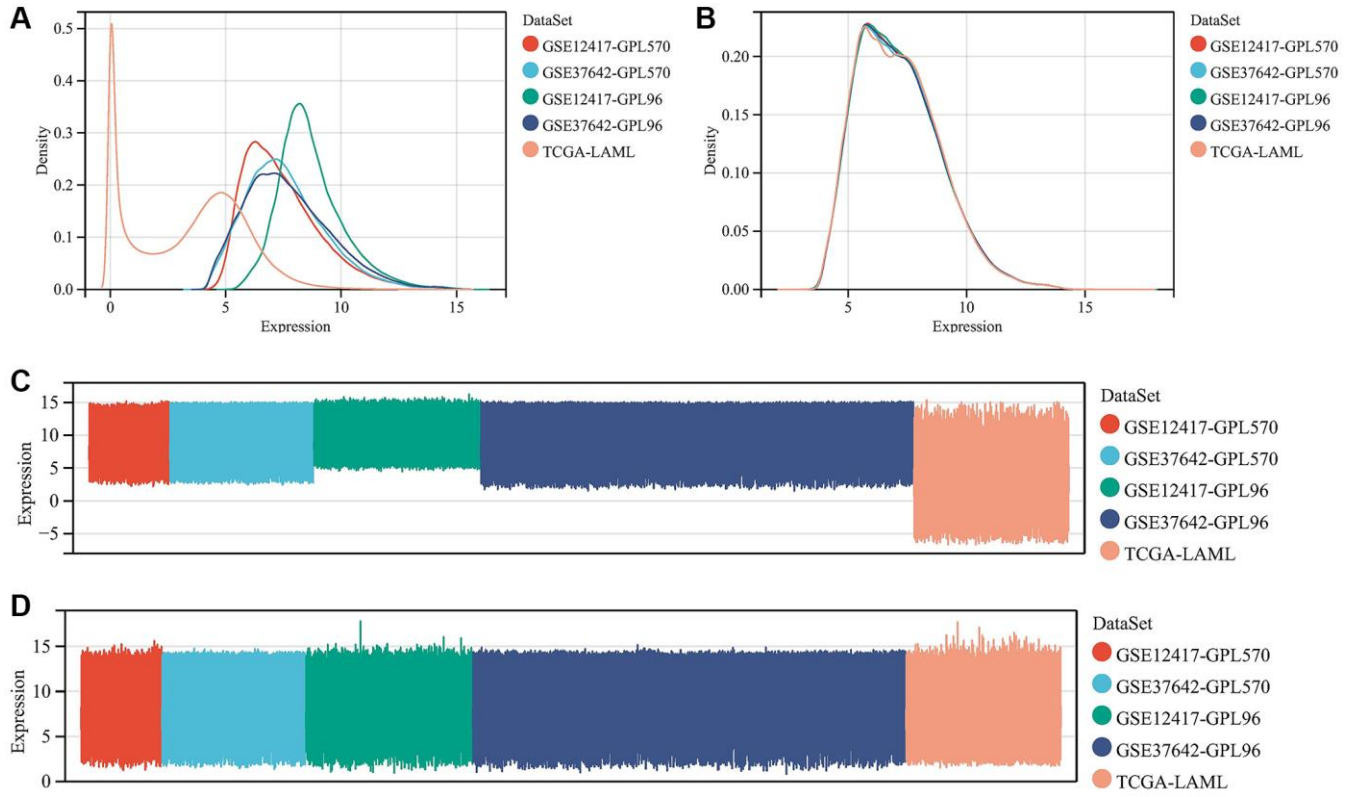 A
0.5
0.4
0.3
0.2
0.1
0.0
Density
0
5
10
15
Expression
DataSet
GSE12417-GPL570
GSE37642-GPL570
GSE12417-GPL96
GSE37642-GPL96
TCGA-LAML
B
0.20
0.15
0.10
0.05
0.00
Density
5
10
15
Expression
DataSet
GSE12417-GPL570
GSE37642-GPL570
GSE12417-GPL96
GSE37642-GPL96
TCGA-LAML
C
15
10
5
0
−5
Expression
DataSet
GSE12417-GPL570
GSE37642-GPL570
GSE12417-GPL96
GSE37642-GPL96
TCGA-LAML
D
15
10
5
0
Expression
DataSet
GSE12417-GPL570
GSE37642-GPL570
GSE12417-GPL96
GSE37642-GPL96
TCGA-LAML